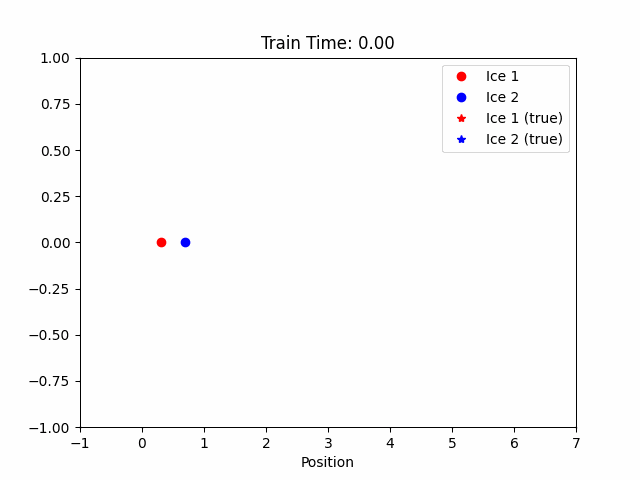 Train Time: 0.00
1.00
0.75
0.50
0.25
0.00
−0.25
−0.50
−0.75
−1.00
Ice 1
Ice 2
Ice 1 (true)
Ice 2 (true)
−1 0 1 2 3 4 5 6 7
Position